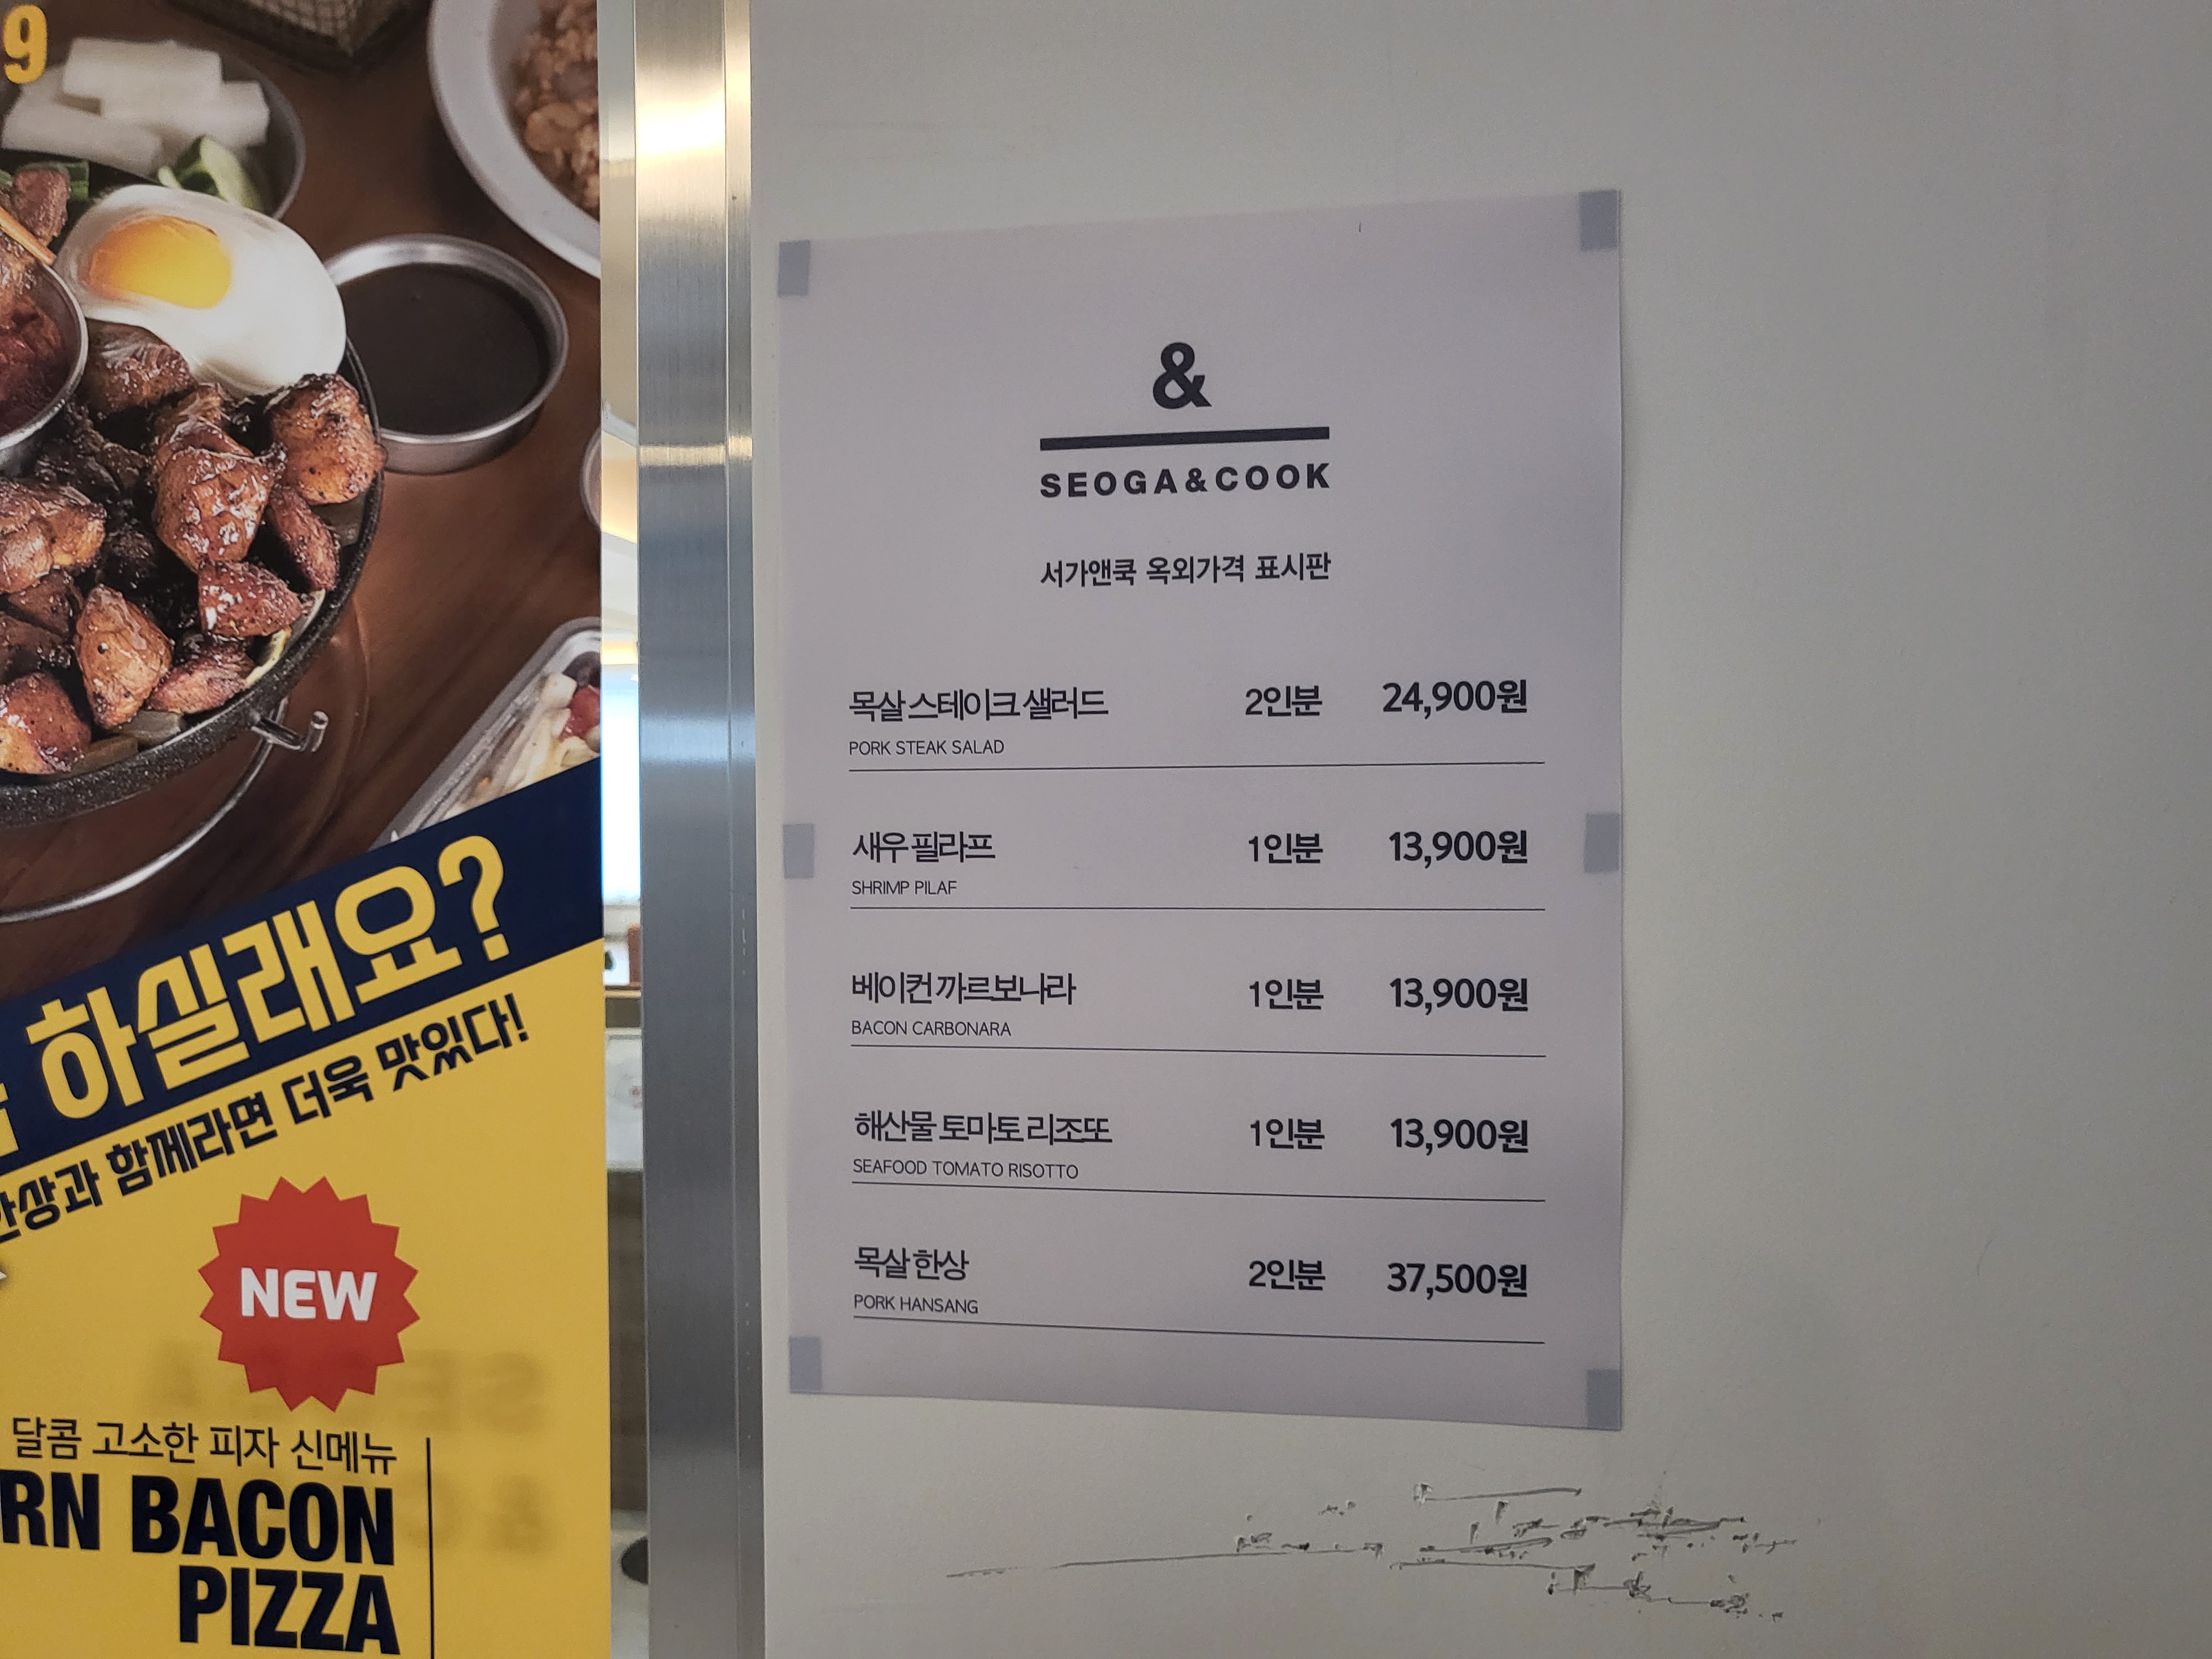 9
하실래요?
한상과 함께라면 더욱 맛있다!
NEW
달콤 고소한 피자 신메뉴
RN BACON
PIZZA
&
SEOGA&COOK
서가앤쿡 옥외가격 표시판
목살 스테이크 샐러드 2인분 24,900원
PORK STEAK SALAD
새우 필라프 1인분 13,900원
SHRIMP PILAF
베이컨 까르보나라 1인분 13,900원
BACON CARBONARA
해산물 토마토 리조또 1인분 13,900원
SEAFOOD TOMATO RISOTTO
목살 한상 2인분 37,500원
PORK HANSANG